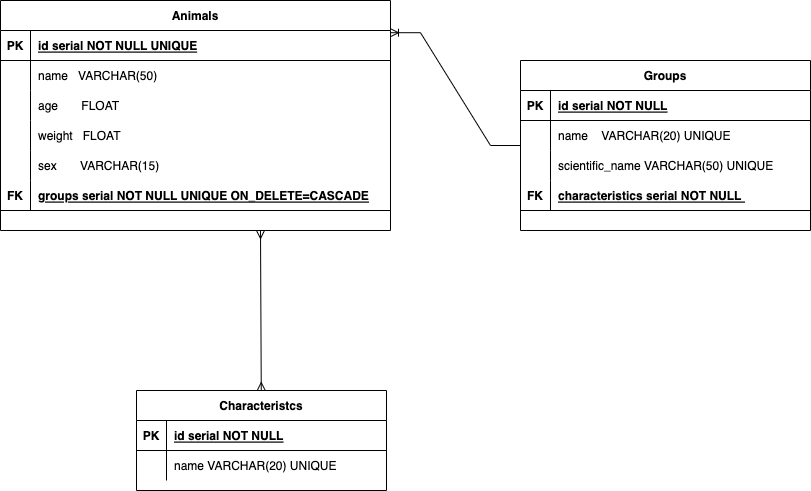 Animals
PK id serial NOT NULL UNIQUE
name VARCHAR(50)
age FLOAT
weight FLOAT
sex VARCHAR(15)
FK groups serial NOT NULL UNIQUE ON_DELETE=CASCADE
Groups
PK id serial NOT NULL
name VARCHAR(20) UNIQUE
scientific_name VARCHAR(50) UNIQUE
FK characteristics serial NOT NULL
Characteristcs
PK id serial NOT NULL
name VARCHAR(20) UNIQUE